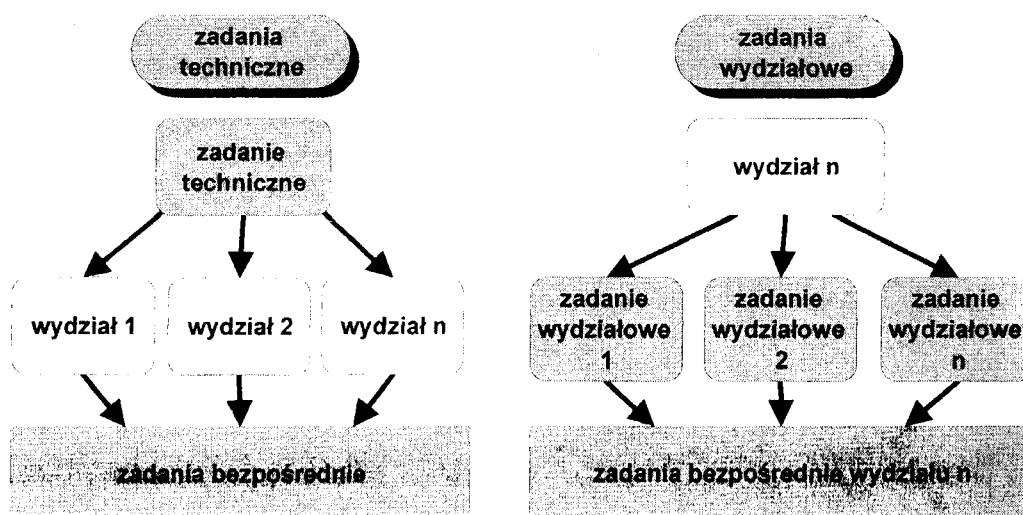 zadania
techniczne
zadanie
techniczne
wydział 1
wydział 2
wydział n
zadania bezpośrednie
zadania
wydziałowe
wydział n
zadanie
wydziałowe
1
zadanie
wydziałowe
2
zadanie
wydziałowe
n
zadania bezpośrednie wydziału n